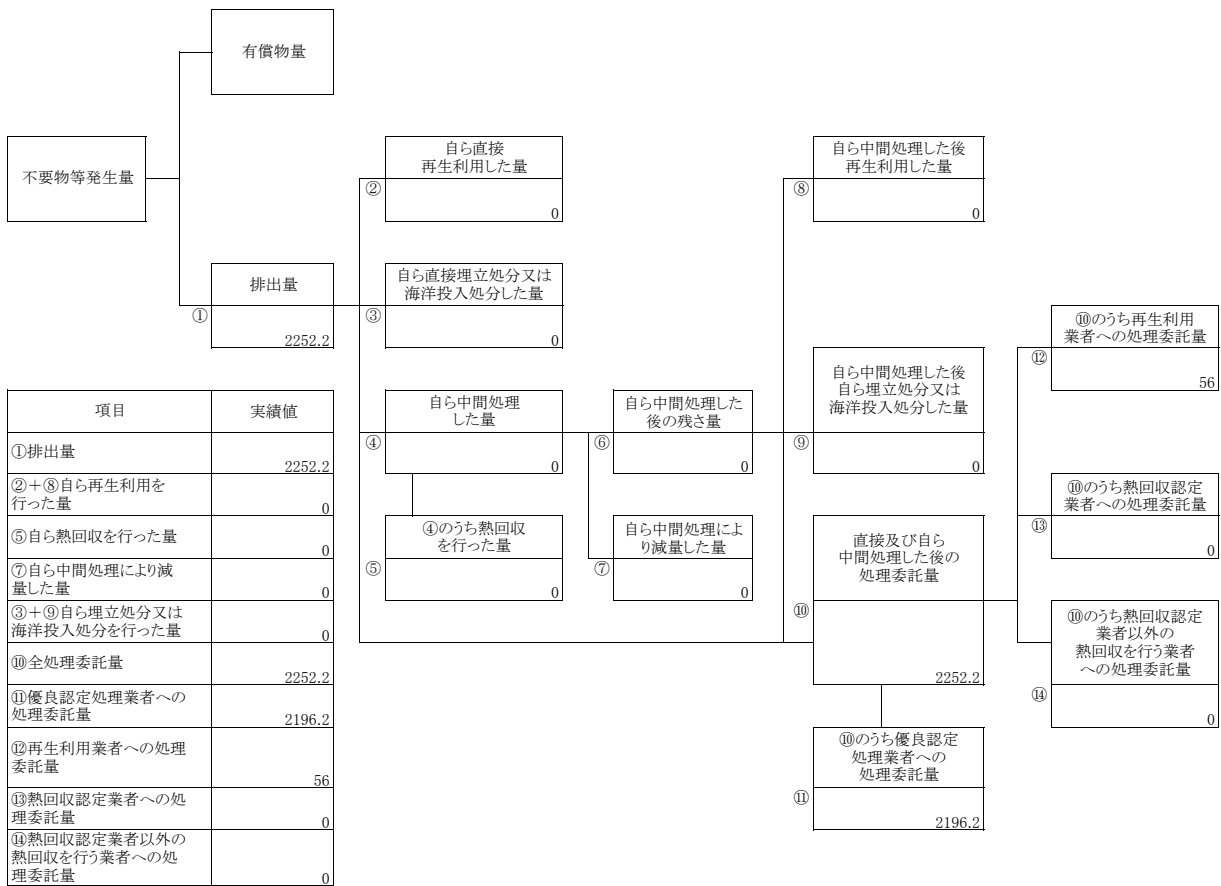 有償物量
不要物等発生量
自ら直接
再生利用した量
②
0
自ら中間処理した後
再生利用した量
⑧
0
排出量
①
2252.2
自ら直接埋立処分又は
海洋投入処分した量
③
0
⑩のうち再生利用
業者への処理委託量
⑫
56
自ら中間処理
した量
④
0
自ら中間処理した
後の残さ量
⑥
0
自ら中間処理した後
自ら埋立処分又は
海洋投入処分した量
⑨
0
⑩のうち熱回収認定
業者への処理委託量
⑬
0
④のうち熱回収
を行った量
⑤
0
自ら中間処理によ
り減量した量
⑦
0
直接及び自ら
中間処理した後の
処理委託量
⑩
2252.2
⑩のうち熱回収認定
業者以外の
熱回収を行う業者
への処理委託量
⑭
0
⑩のうち優良認定
処理業者への
処理委託量
⑪
2196.2
項目
実績値
①排出量
2252.2
②＋⑧自ら再生利用を
行った量
0
⑤自ら熱回収を行った量
0
⑦自ら中間処理により減
量した量
0
③＋⑨自ら埋立処分又は
海洋投入処分を行った量
0
⑩全処理委託量
2252.2
⑪優良認定処理業者への
処理委託量
2196.2
⑫再生利用業者への処理
委託量
56
⑬熱回収認定業者への処
理委託量
0
⑭熱回収認定業者以外の
熱回収を行う業者への処
理委託量
0